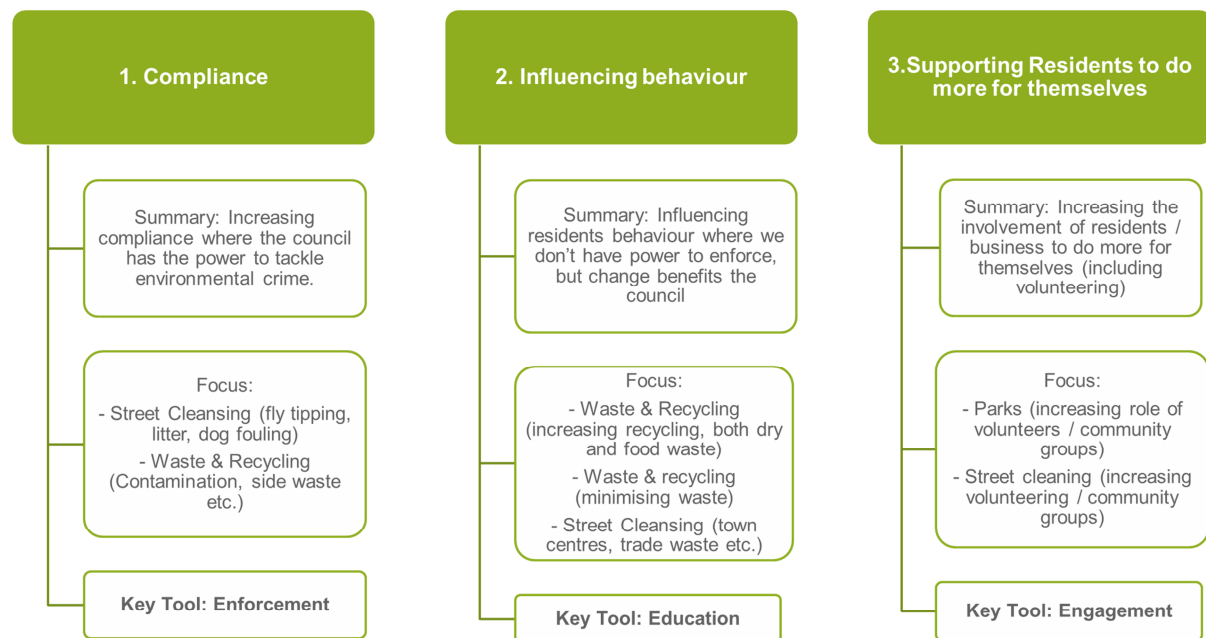 1. Compliance
Summary: Increasing
compliance where the council
has the power to tackle
environmental crime.
Focus:
- Street Cleansing (fly tipping,
litter, dog fouling)
- Waste & Recycling
(Contamination, side waste
etc.)
Key Tool: Enforcement
2. Influencing behaviour
Summary: Influencing
residents behaviour where we
don't have power to enforce,
but change benefits the
council
Focus:
- Waste & Recycling
(increasing recycling, both dry
and food waste)
- Waste & recycling
(minimising waste)
- Street Cleansing (town
centres, trade waste etc.)
Key Tool: Education
3.Supporting Residents to do
more for themselves
Summary: Increasing the
involvement of residents /
business to do more for
themselves (including
volunteering)
Focus:
- Parks (increasing role of
volunteers / community
groups)
- Street cleaning (increasing
volunteering / community
groups)
Key Tool: Engagement